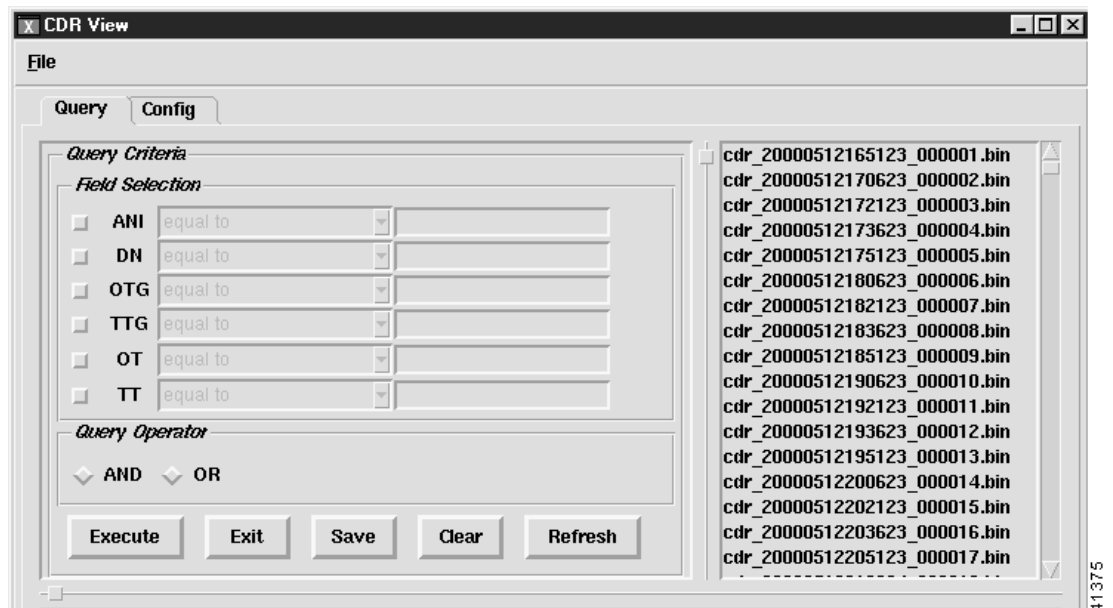 CDR View
File
Query Config
Query Criteria
Field Selection
ANI equal to
DN equal to
OTG equal to
TTG equal to
OT equal to
TT equal to
Query Operator
AND OR
Execute Exit Save Clear Refresh
cdr_20000512165123_000001.bin
cdr_20000512170623_000002.bin
cdr_20000512172123_000003.bin
cdr_20000512173623_000004.bin
cdr_20000512175123_000005.bin
cdr_20000512180623_000006.bin
cdr_20000512182123_000007.bin
cdr_20000512183623_000008.bin
cdr_20000512185123_000009.bin
cdr_20000512190623_000010.bin
cdr_20000512192123_000011.bin
cdr_20000512193623_000012.bin
cdr_20000512195123_000013.bin
cdr_20000512200623_000014.bin
cdr_20000512202123_000015.bin
cdr_20000512203623_000016.bin
cdr_20000512205123_000017.bin
41375